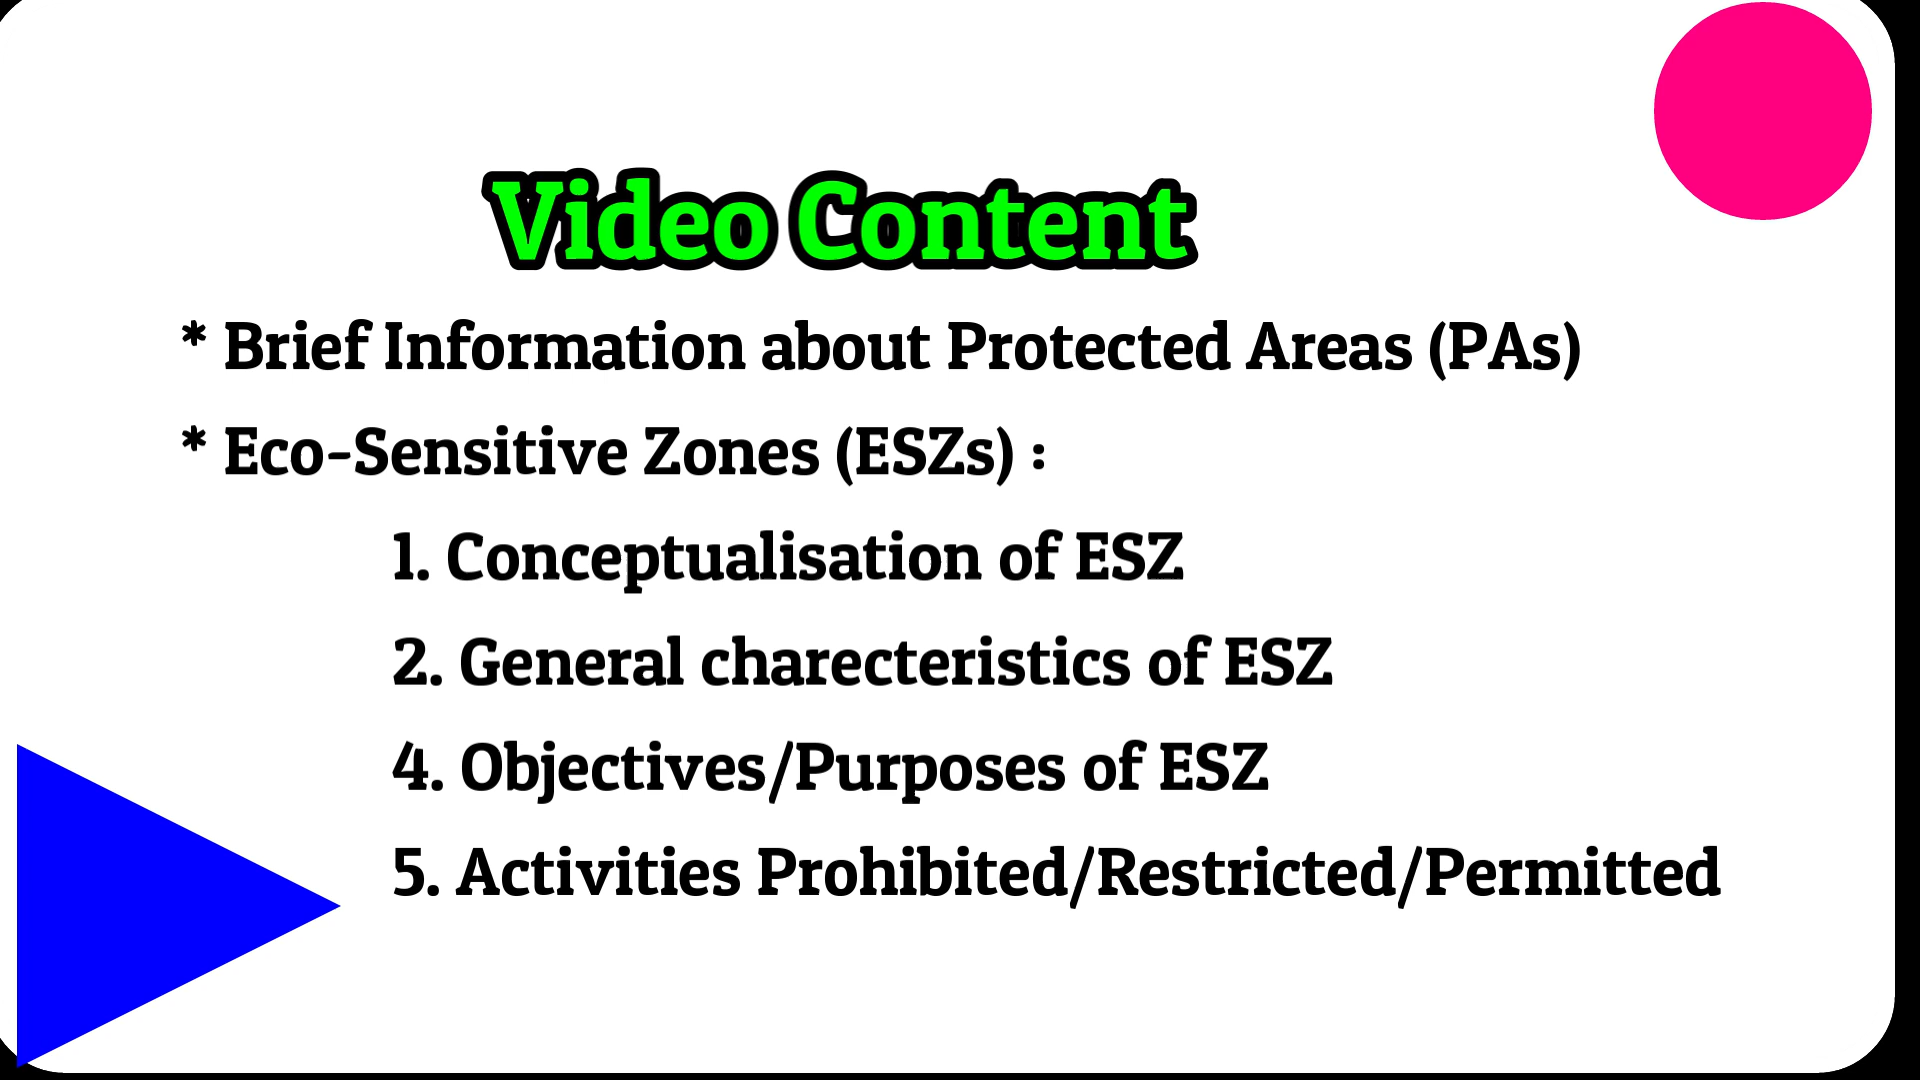 Video Content
* Brief Information about Protected Areas (PAs)
* Eco-Sensitive Zones (ESZs) :
1. Conceptualisation of ESZ
2. General charecteristics of ESZ
4. Objectives/Purposes of ESZ
5. Activities Prohibited/Restricted/Permitted